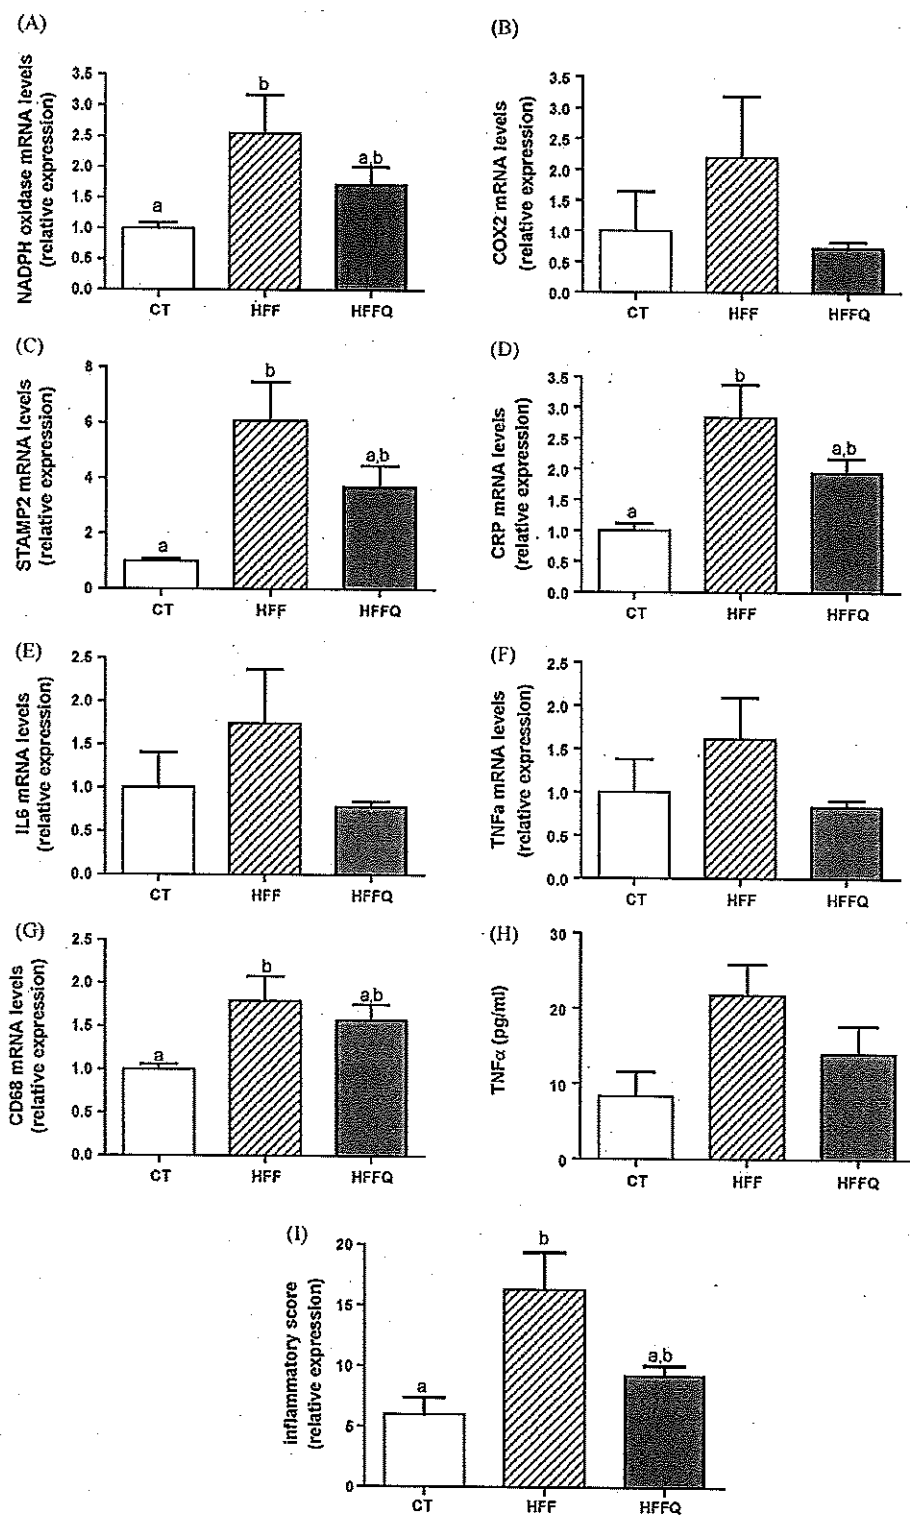 (A)
NADPH oxidase mRNA levels
(relative expression)
3.5
3.0
2.5
2.0
1.5
1.0
0.5
0.0
a
b
a,b
CT
HFF
HFFQ
(B)
COX2 mRNA levels
(relative expression)
3.5
3.0
2.5
2.0
1.5
1.0
0.5
0.0
CT
HFF
HFFQ
(C)
STAMP2 mRNA levels
(relative expression)
8
6
4
2
0
a
b
a,b
CT
HFF
HFFQ
(D)
CRP mRNA levels
(relative expression)
3.5
3.0
2.5
2.0
1.5
1.0
0.5
0.0
a
b
a,b
CT
HFF
HFFQ
(E)
IL6 mRNA levels
(relative expression)
2.5
2.0
1.5
1.0
0.5
0.0
CT
HFF
HFFQ
(F)
TNFa mRNA levels
(relative expression)
2.5
2.0
1.5
1.0
0.5
0.0
CT
HFF
HFFQ
(G)
CD68 mRNA levels
(relative expression)
2.5
2.0
1.5
1.0
0.5
0.0
a
b
a,b
CT
HFF
HFFQ
(H)
TNFα (pg/ml)
30
20
10
0
CT
HFF
HFFQ
(I)
inflammatory score
(relative expression)
20
15
10
5
0
a
b
a,b
CT
HFF
HFFQ